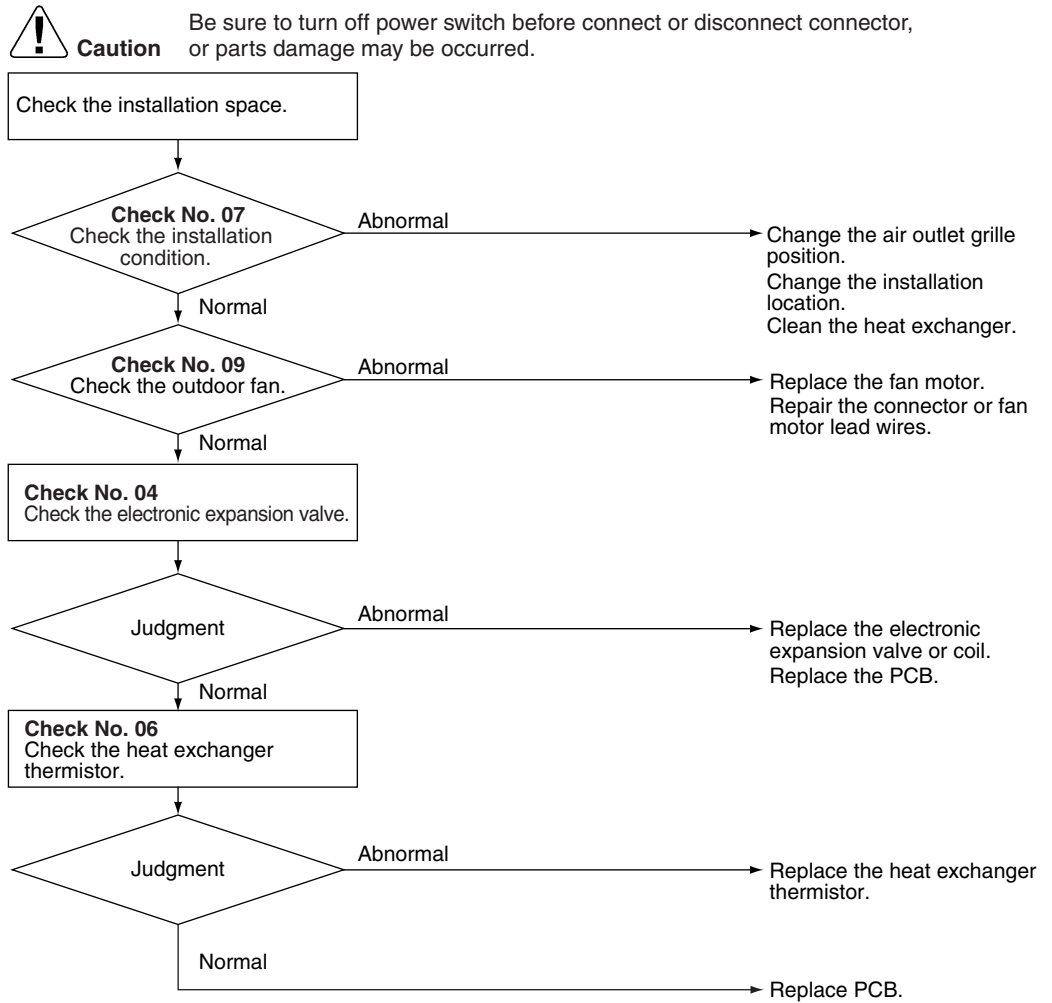 Be sure to turn off power switch before connect or disconnect connector,
Caution or parts damage may be occurred.
Check the installation space.
Check No. 07
Check the installation
condition.
Abnormal
Change the air outlet grille
position.
Change the installation
location.
Clean the heat exchanger.
Normal
Check No. 09
Check the outdoor fan.
Abnormal
Replace the fan motor.
Repair the connector or fan
motor lead wires.
Normal
Check No. 04
Check the electronic expansion valve.
Judgment
Abnormal
Replace the electronic
expansion valve or coil.
Replace the PCB.
Normal
Check No. 06
Check the heat exchanger
thermistor.
Judgment
Abnormal
Replace the heat exchanger
thermistor.
Normal
Replace PCB.